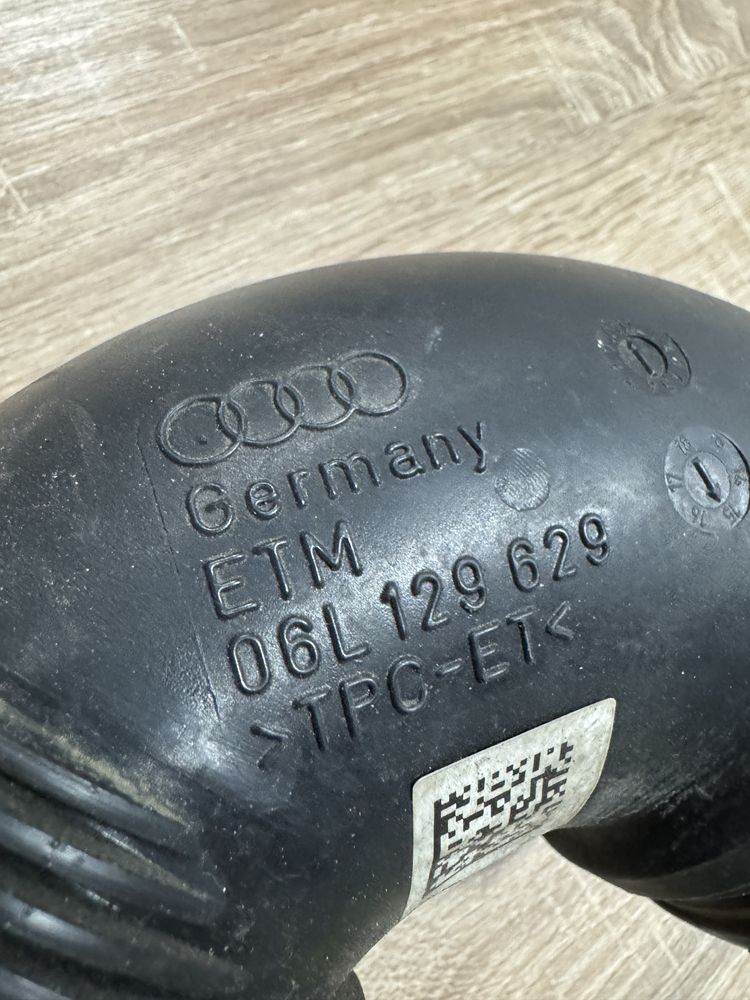 Germany
ETM
06L 129 629
>TPC-ET<